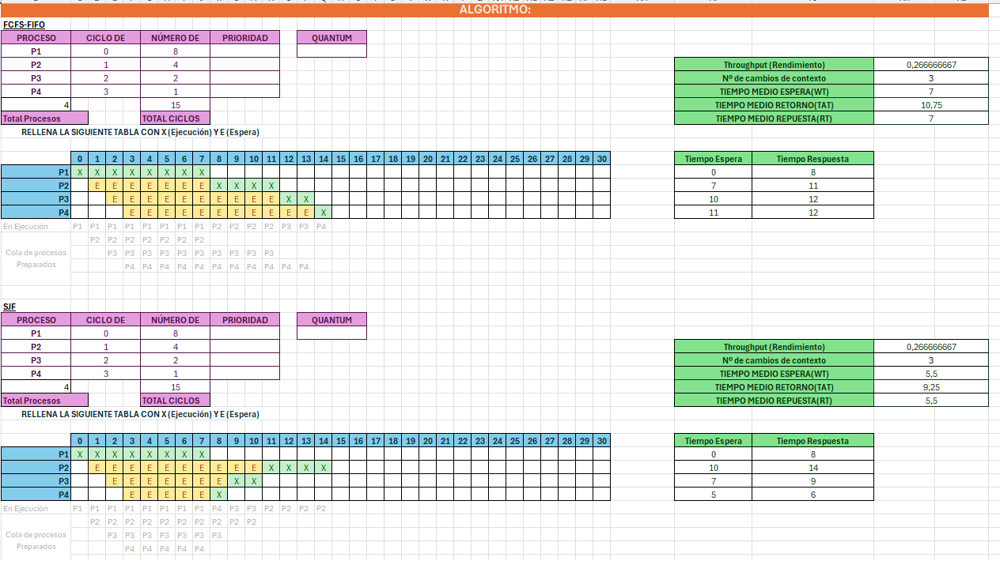 ALGORITMO:
FCFS-FIFO
PROCESO CICLO DE NÚMERO DE PRIORIDAD QUANTUM
P1 0 8
P2 1 4 Throughput (Rendimiento) 0,266666667
P3 2 2 Nº de cambios de contexto 3
P4 3 1 TIEMPO MEDIO ESPERA(WT) 7
4 15 TIEMPO MEDIO RETORNO(TAT) 10,75
Total Procesos TOTAL CICLOS TIEMPO MEDIO REPUESTA(RT) 7
RELLENA LA SIGUIENTE TABLA CON X (Ejecución) Y E (Espera)
0 1 2 3 4 5 6 7 8 9 10 11 12 13 14 15 16 17 18 19 20 21 22 23 24 25 26 27 28 29 30 Tiempo Espera Tiempo Respuesta
P1 X X X X X X X X 0 8
P2 E E E E E E E X X X X 7 11
P3 E E E E E E E E E E X X 10 12
P4 E E E E E E E E E E E X 11 12
En Ejecución P1 P1 P1 P1 P1 P1 P1 P1 P2 P2 P2 P2 P3 P3 P4
P2 P2 P2 P2 P2 P2 P2
Cola de procesos Preparados P3 P3 P3 P3 P3 P3 P3 P3 P3 P3
P4 P4 P4 P4 P4 P4 P4 P4 P4 P4 P4
SJF
PROCESO CICLO DE NÚMERO DE PRIORIDAD QUANTUM
P1 0 8
P2 1 4 Throughput (Rendimiento) 0,266666667
P3 2 2 Nº de cambios de contexto 3
P4 3 1 TIEMPO MEDIO ESPERA(WT) 5,5
4 15 TIEMPO MEDIO RETORNO(TAT) 9,25
Total Procesos TOTAL CICLOS TIEMPO MEDIO REPUESTA(RT) 5,5
RELLENA LA SIGUIENTE TABLA CON X (Ejecución) Y E (Espera)
0 1 2 3 4 5 6 7 8 9 10 11 12 13 14 15 16 17 18 19 20 21 22 23 24 25 26 27 28 29 30 Tiempo Espera Tiempo Respuesta
P1 X X X X X X X X 0 8
P2 E E E E E E E E E E X X X X 10 14
P3 E E E E E E E X X 7 9
P4 E E E E E X 5 6
En Ejecución P1 P1 P1 P1 P1 P1 P1 P1 P4 P3 P3 P2 P2 P2 P2
P2 P2 P2 P2 P2 P2 P2 P2 P2 P2
Cola de procesos Preparados P3 P3 P3 P3 P3 P3 P3
P4 P4 P4 P4 P4